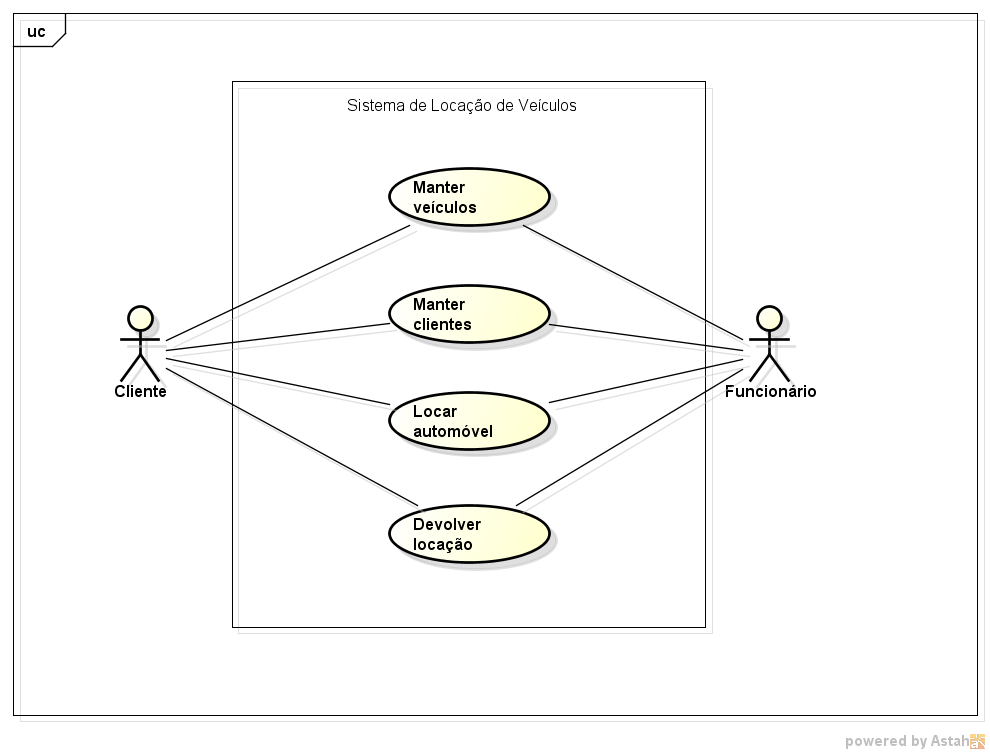 uc
Sistema de Locação de Veículos
Manter
veículos
Manter
clientes
Cliente
Funcionário
Locar
automóvel
Devolver
locação
powered by Astah